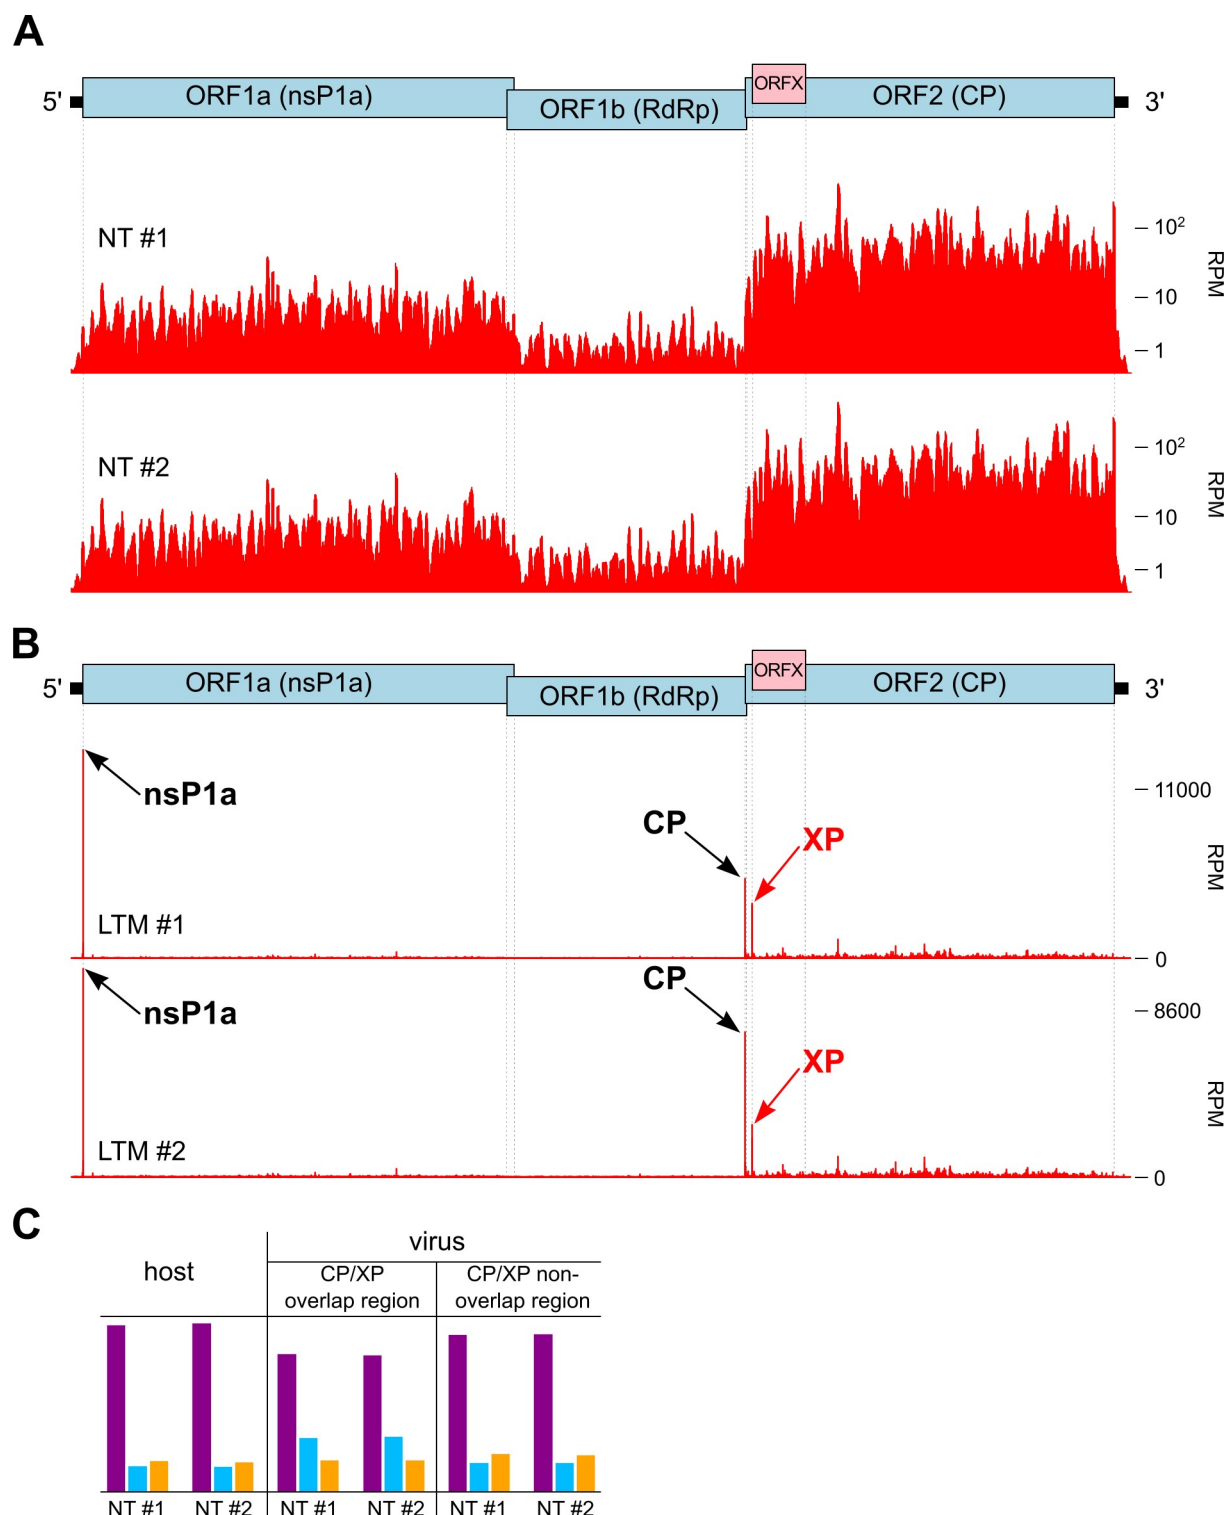 A
5' ORF1a (nsP1a) ORF1b (RdRp) ORFX ORF2 (CP) 3'
NT #1
10²
10
1
RPM
NT #2
10²
10
1
RPM
B
5' ORF1a (nsP1a) ORF1b (RdRp) ORFX ORF2 (CP) 3'
nsP1a
CP
XP
11000
RPM
LTM #1
0
nsP1a
CP
XP
8600
RPM
LTM #2
0
C
host
virus
CP/XP
overlap region
CP/XP non-
overlap region
NT #1 NT #2 NT #1 NT #2 NT #1 NT #2